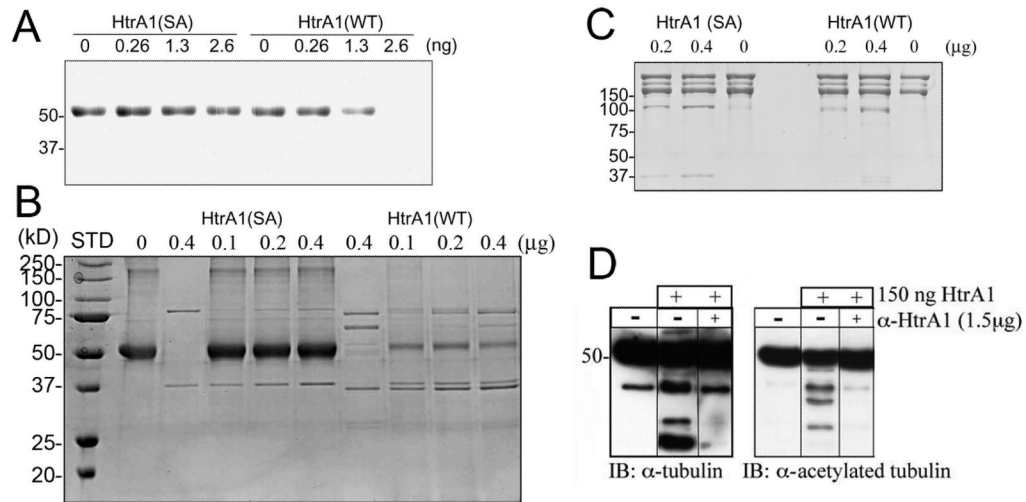 A
HtrA1(SA) HtrA1(WT)
0 0.26 1.3 2.6 0 0.26 1.3 2.6 (ng)
50-
37-
B
HtrA1(SA) HtrA1(WT)
(kD) STD 0 0.4 0.1 0.2 0.4 0.4 0.1 0.2 0.4 (µg)
250-
150-
100-
75-
50-
37-
25-
20-
C
HtrA1 (SA) HtrA1(WT)
0.2 0.4 0 0.2 0.4 0 (µg)
150-
100-
75-
50-
37-
D
+ + + + 150 ng HtrA1
- - + - - + α-HtrA1 (1.5µg)
50-
IB: α-tubulin IB: α-acetylated tubulin